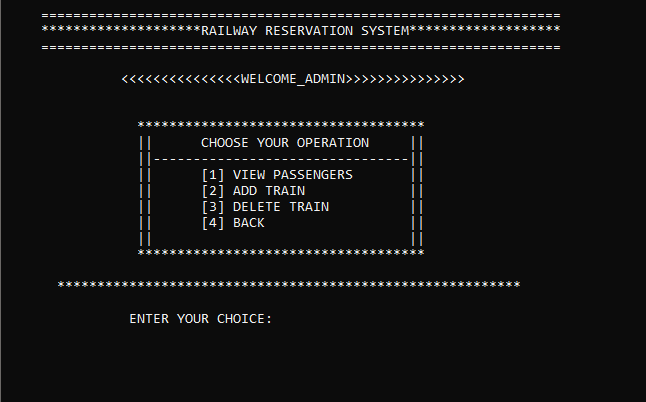 =================================================================
********************RAILWAY RESERVATION SYSTEM*******************
=================================================================
<<<<<<<<<<<<<<<WELCOME_ADMIN>>>>>>>>>>>>>>>
************************************
|| CHOOSE YOUR OPERATION ||
||--------------------------------||
|| [1] VIEW PASSENGERS ||
|| [2] ADD TRAIN ||
|| [3] DELETE TRAIN ||
|| [4] BACK ||
|| ||
************************************
**********************************************************
ENTER YOUR CHOICE: